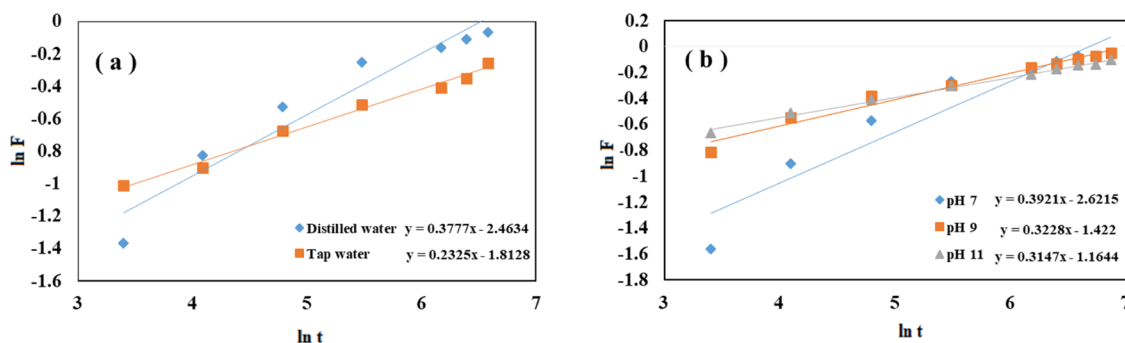 ( a )
0
-0.2
-0.4
-0.6
-0.8
-1
-1.2
-1.4
-1.6
ln F
3 4 5 6 7
ln t
Distilled water y = 0.3777x - 2.4634
Tap water y = 0.2325x - 1.8128
( b )
0.2
0
-0.2
-0.4
-0.6
-0.8
-1
-1.2
-1.4
-1.6
-1.8
ln F
3 4 5 6 7
ln t
pH 7 y = 0.3921x - 2.6215
pH 9 y = 0.3228x - 1.422
pH 11 y = 0.3147x - 1.1644